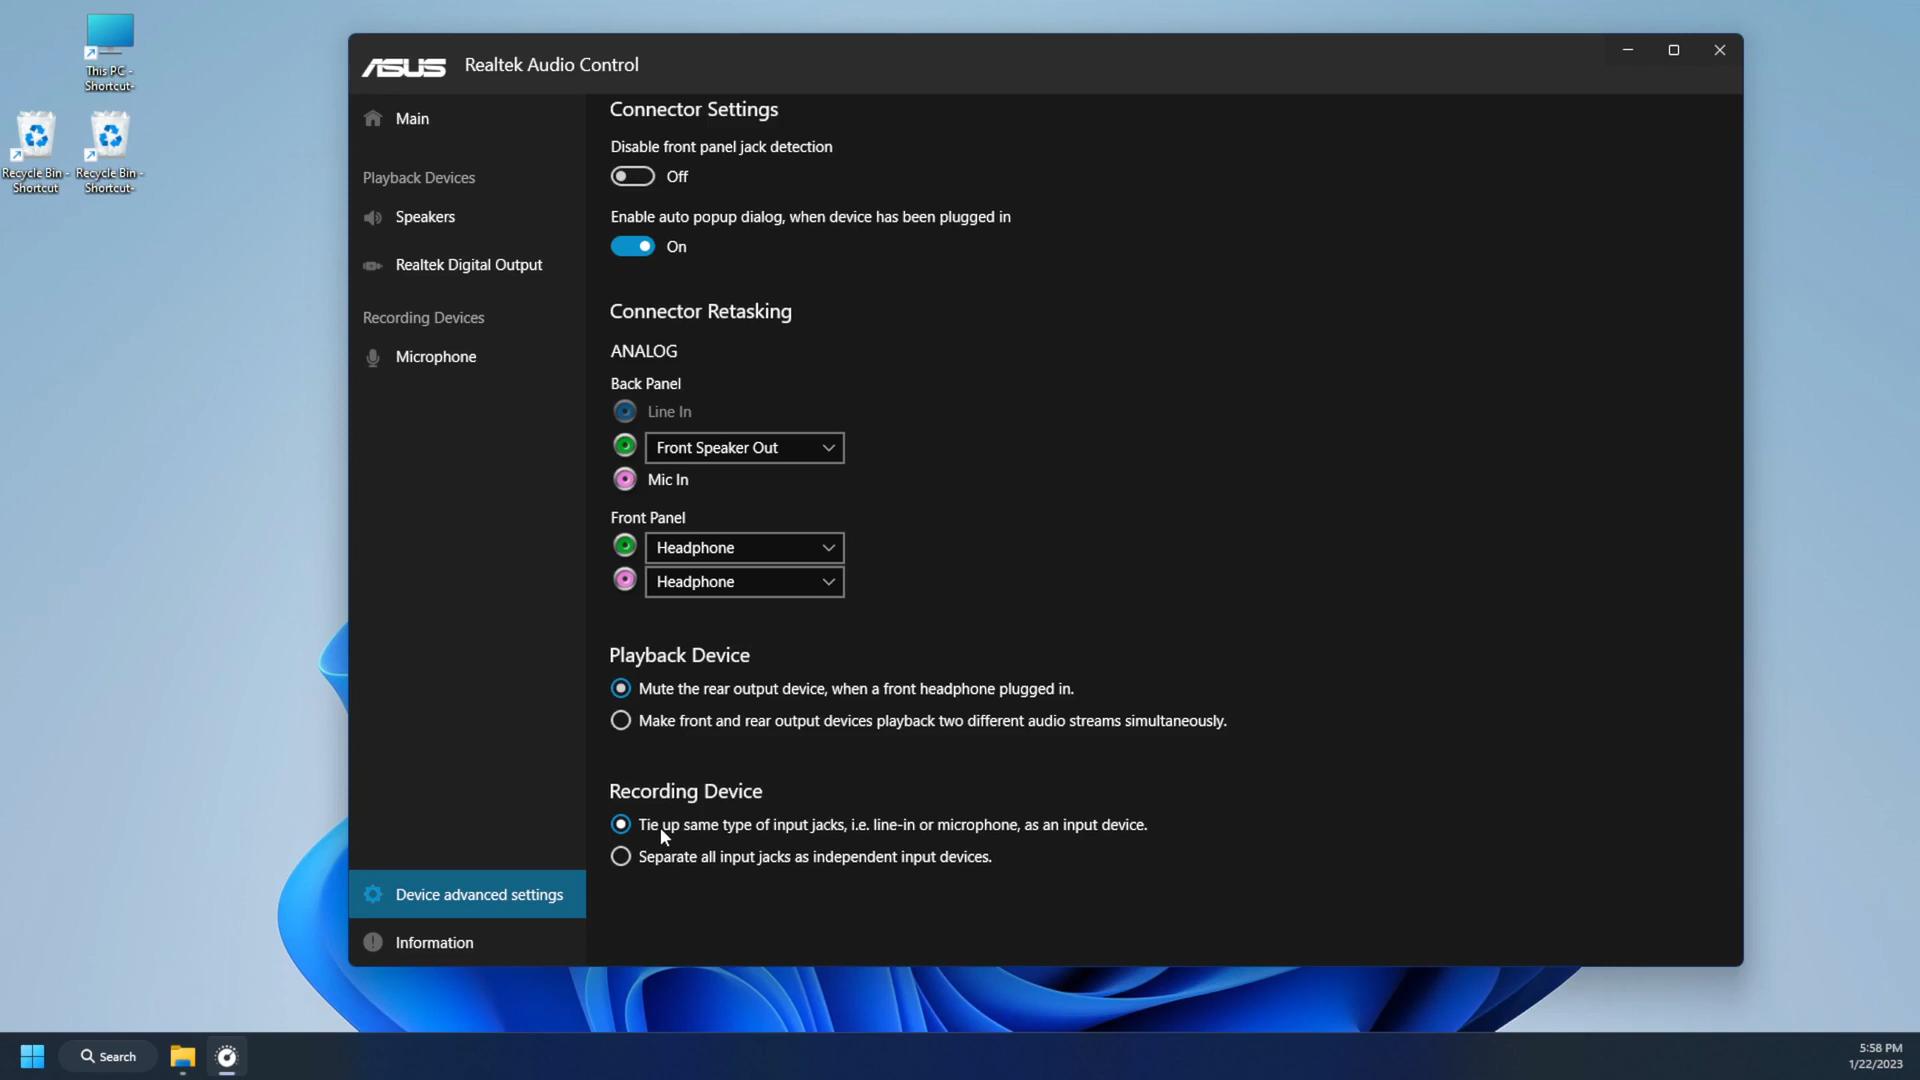 This PC -
Shortcut-
Recycle Bin -
Shortcut
Recycle Bin -
Shortcut-
ASUS
Realtek Audio Control
Main
Playback Devices
Speakers
Realtek Digital Output
Recording Devices
Microphone
Device advanced settings
Information
Connector Settings
Disable front panel jack detection
Off
Enable auto popup dialog, when device has been plugged in
On
Connector Retasking
ANALOG
Back Panel
Line In
Front Speaker Out
Mic In
Front Panel
Headphone
Headphone
Playback Device
Mute the rear output device, when a front headphone plugged in.
Make front and rear output devices playback two different audio streams simultaneously.
Recording Device
Tie up same type of input jacks, i.e. line-in or microphone, as an input device.
Separate all input jacks as independent input devices.
Search
5:58 PM
1/22/2023